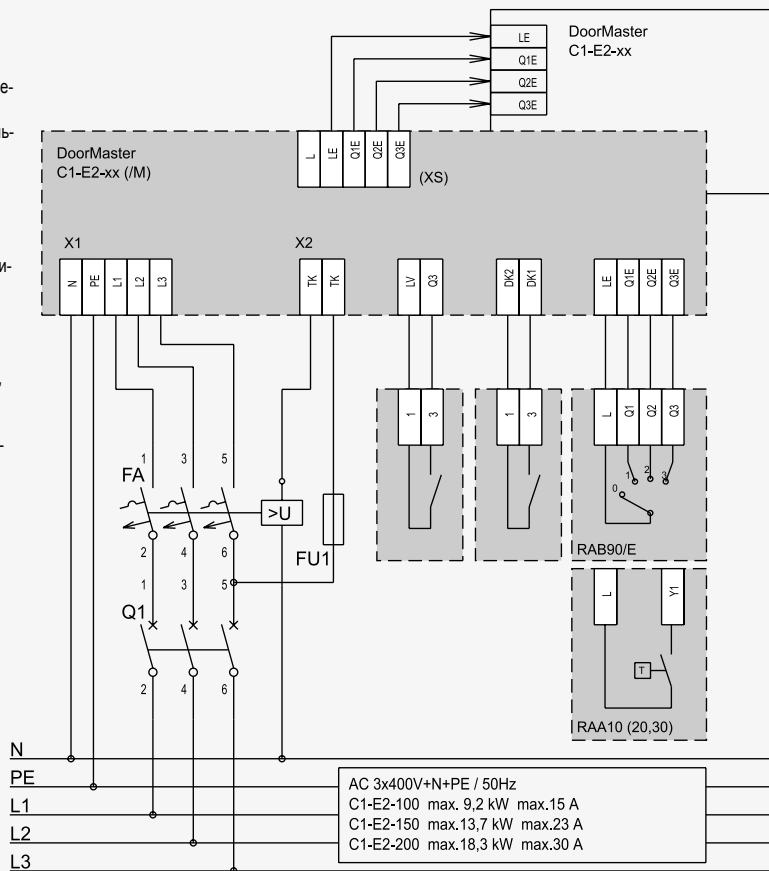 LE
Q1E
Q2E
Q3E
DoorMaster
C1-E2-xx
е-
ь-
и-
,
-
DoorMaster
C1-E2-xx (/M)
L LE Q1E Q2E Q3E
(XS)
X1
X2
N PE L1 L2 L3
TK TK
LV Q3
DK2 DK1
LE Q1E Q2E Q3E
1 3
1 3
L Q1 Q2 Q3
0 1 2 3
RAB90/E
1 3 5
FA
>U
FU1
2 4 6
1 3 5
Q1
2 4 6
L Y1
T
RAA10 (20,30)
N
PE
L1
L2
L3
AC 3x400V+N+PE / 50Hz
C1-E2-100 max. 9,2 kW max.15 A
C1-E2-150 max.13,7 kW max.23 A
C1-E2-200 max.18,3 kW max.30 A